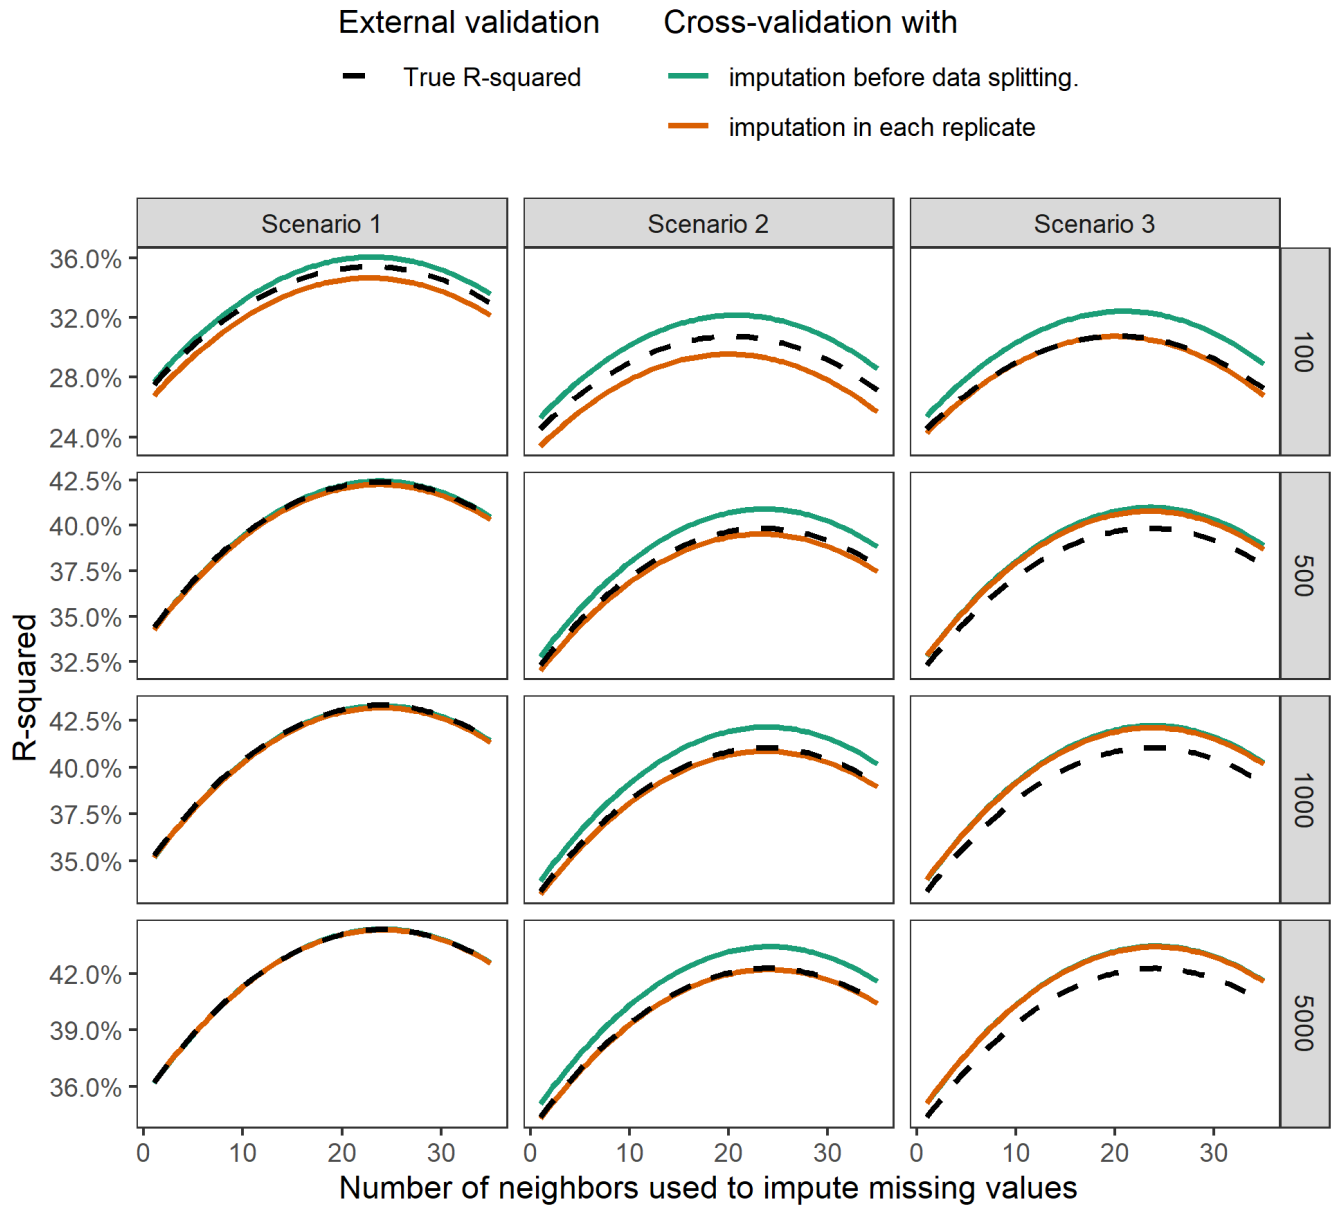 External validation
Cross-validation with
True R-squared
imputation before data splitting.
imputation in each replicate
Scenario 1
Scenario 2
Scenario 3
36.0%
32.0%
28.0%
24.0%
100
42.5%
40.0%
37.5%
35.0%
32.5%
500
R-squared
42.5%
40.0%
37.5%
35.0%
1000
42.0%
39.0%
36.0%
5000
0 10 20 30
0 10 20 30
0 10 20 30
Number of neighbors used to impute missing values